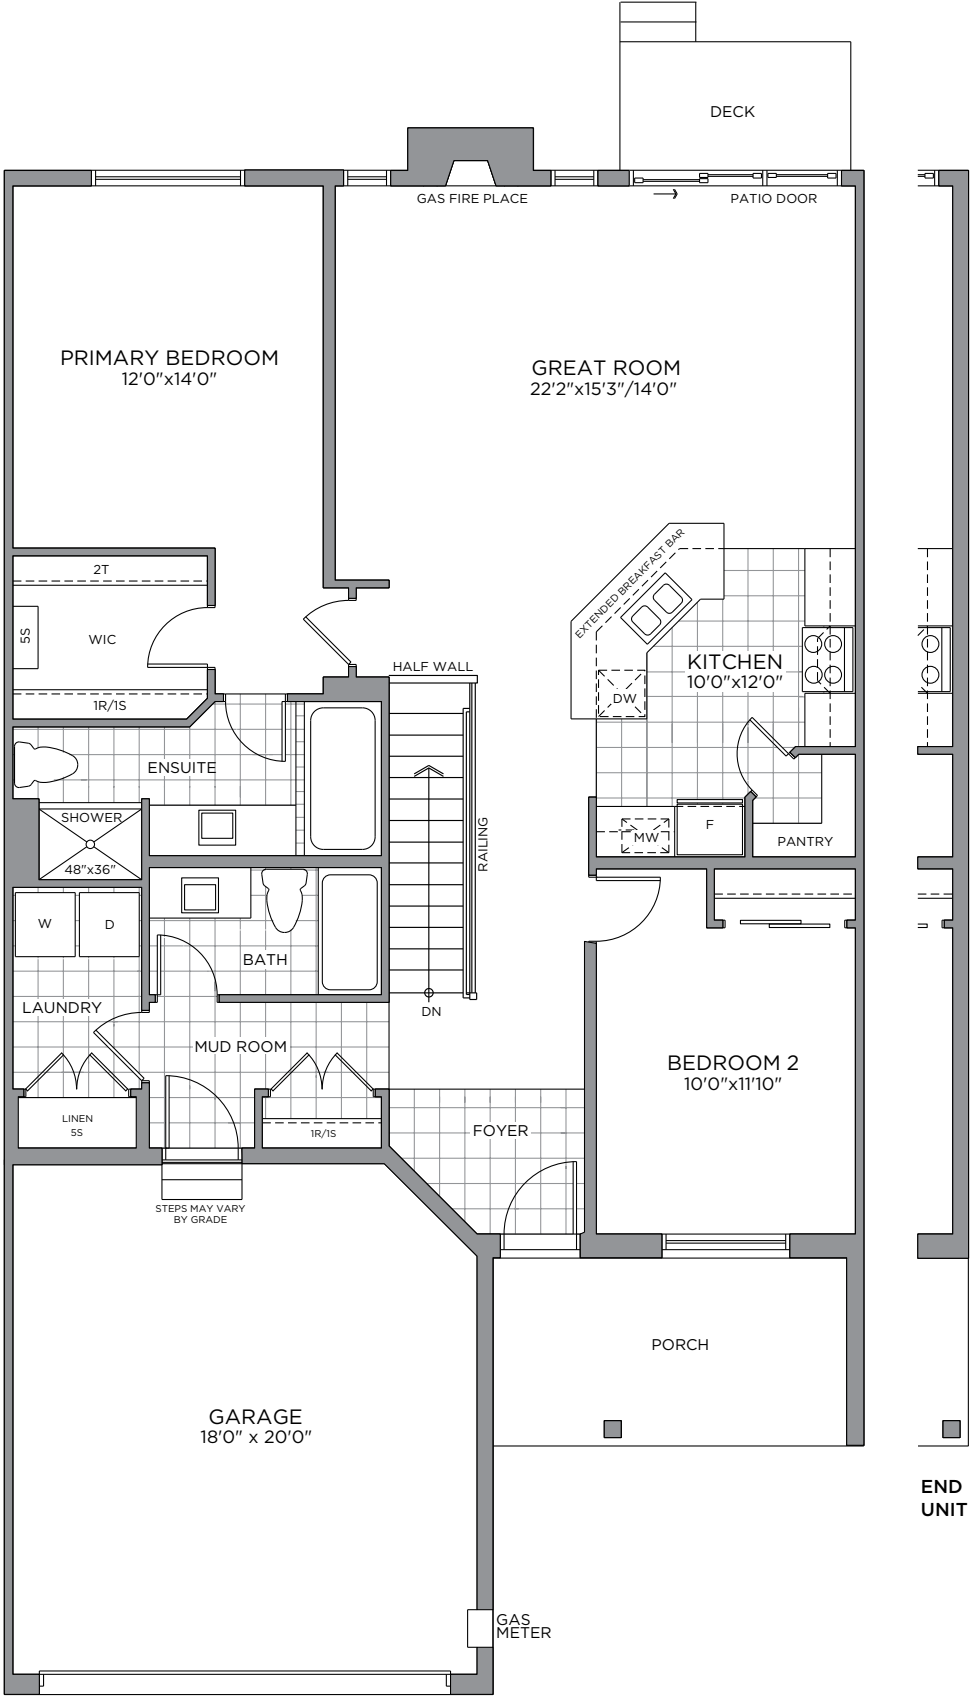 DECK
GAS FIRE PLACE
PATIO DOOR
PRIMARY BEDROOM
12'0"x14'0"
GREAT ROOM
22'2"x15'3"/14'0"
2T
5S
WIC
1R/1S
EXTENDED BREAKFAST BAR
KITCHEN
10'0"x12'0"
DW
HALF WALL
ENSUITE
SHOWER
48"x36"
RAILING
MW
F
PANTRY
W
D
BATH
LAUNDRY
DN
MUD ROOM
BEDROOM 2
10'0"x11'10"
LINEN
5S
1R/1S
FOYER
STEPS MAY VARY
BY GRADE
PORCH
GARAGE
18'0" x 20'0"
END
UNIT
GAS
METER